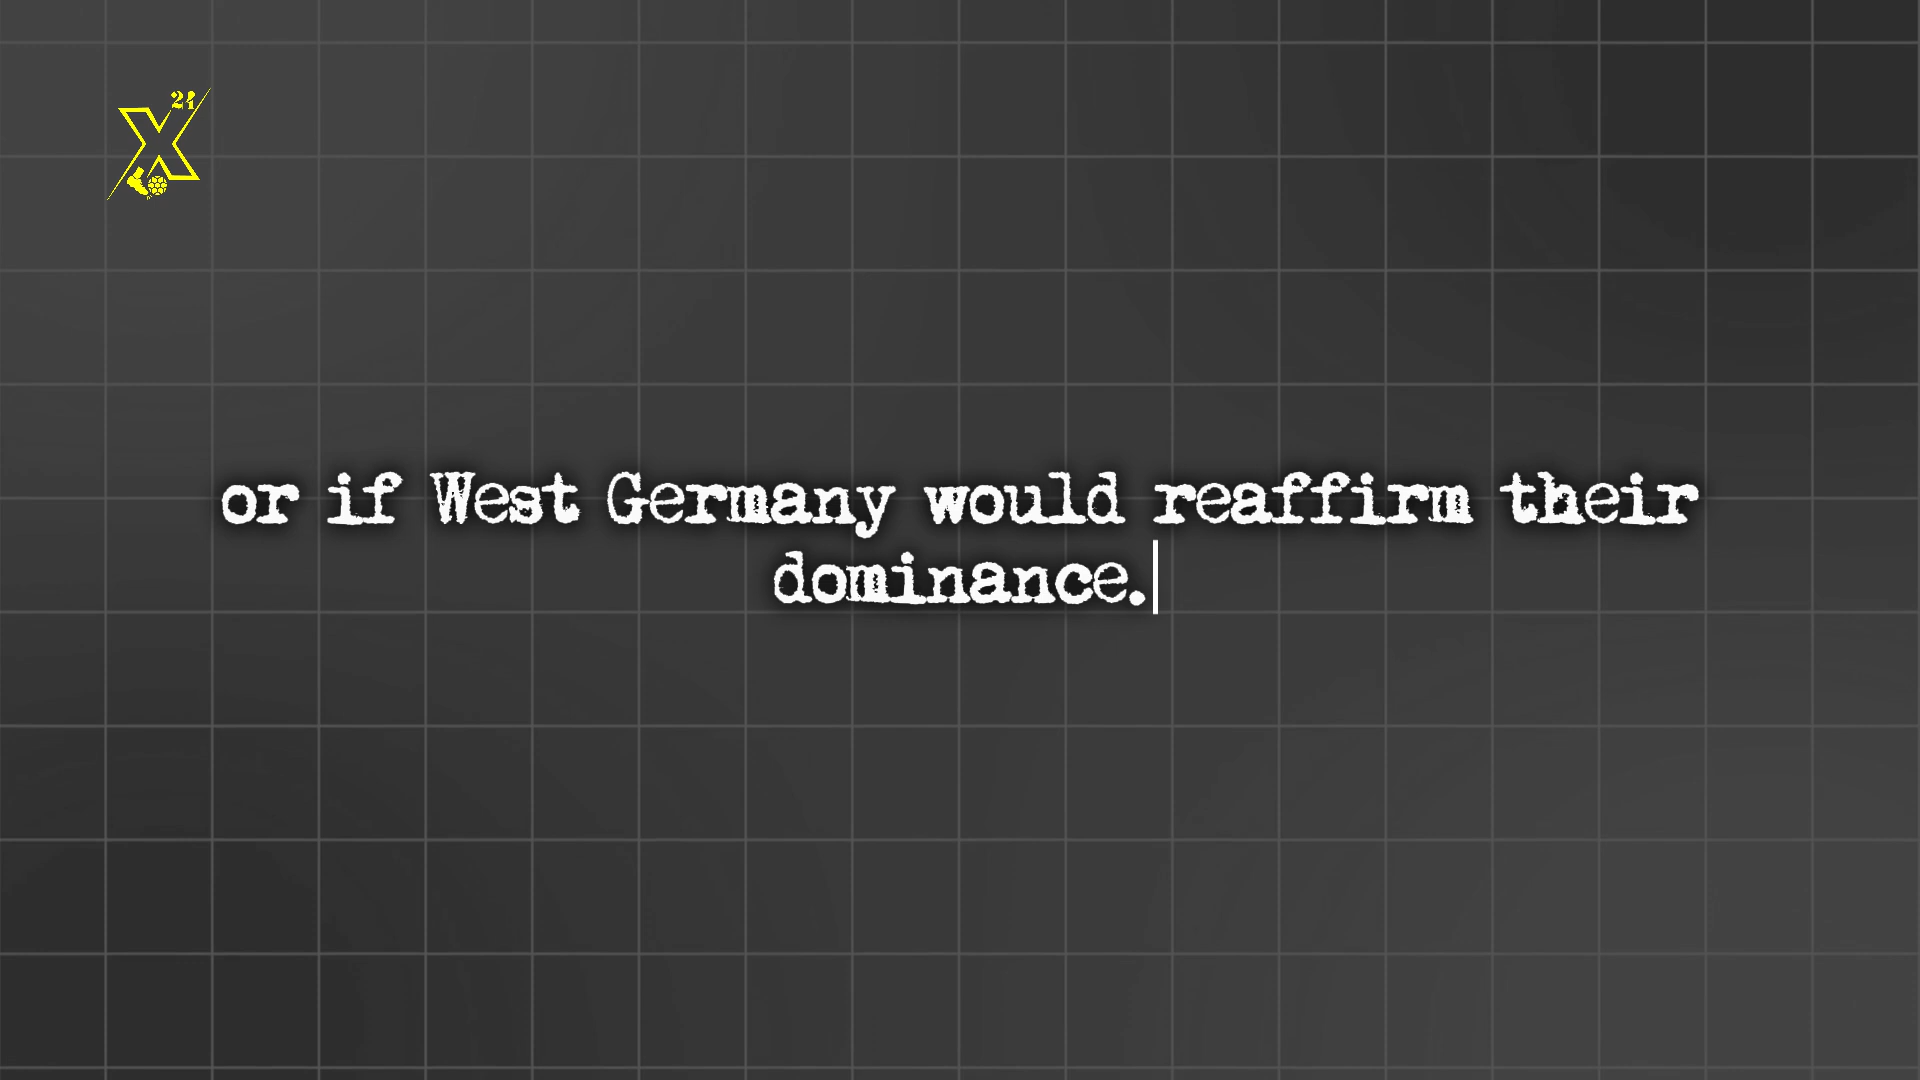 X
or if West Germany would reaffirm their
dominance.